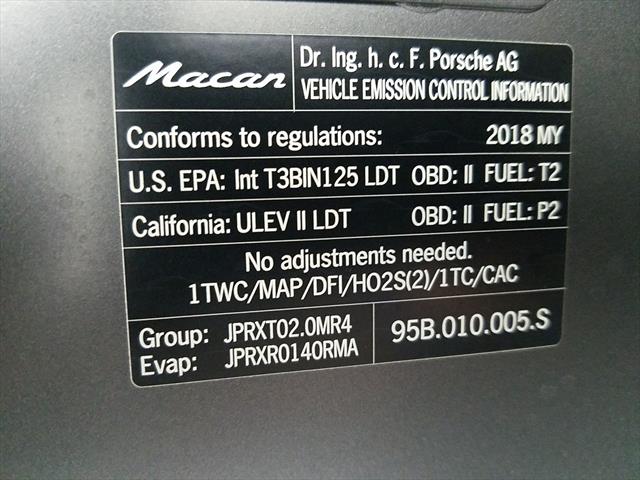 Macan
Dr. Ing. h. c. F. Porsche AG
VEHICLE EMISSION CONTROL INFORMATION
Conforms to regulations: 2018 MY
U.S. EPA: Int T3BIN125 LDT OBD: II FUEL: T2
California: ULEV II LDT OBD: II FUEL: P2
No adjustments needed.
1TWC/MAP/DFI/HO2S(2)/1TC/CAC
Group: JPRXT02.0MR4
Evap: JPRXR0140RMA
95B.010.005.S